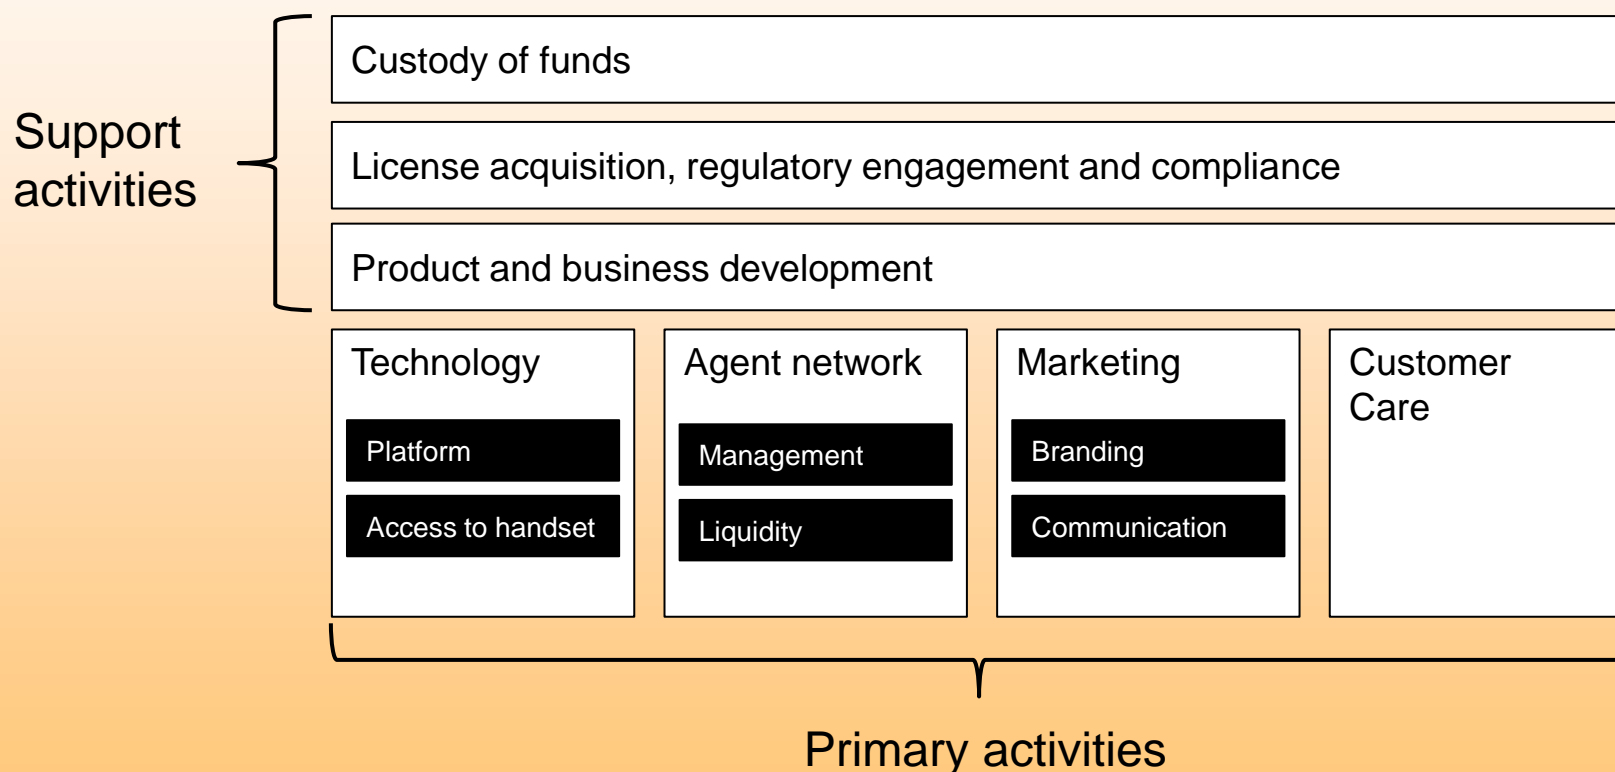 Custody of funds
Support
activities
License acquisition, regulatory engagement and compliance
Product and business development
Technology
Platform
Access to handset
Agent network
Management
Liquidity
Marketing
Branding
Communication
Customer
Care
Primary activities